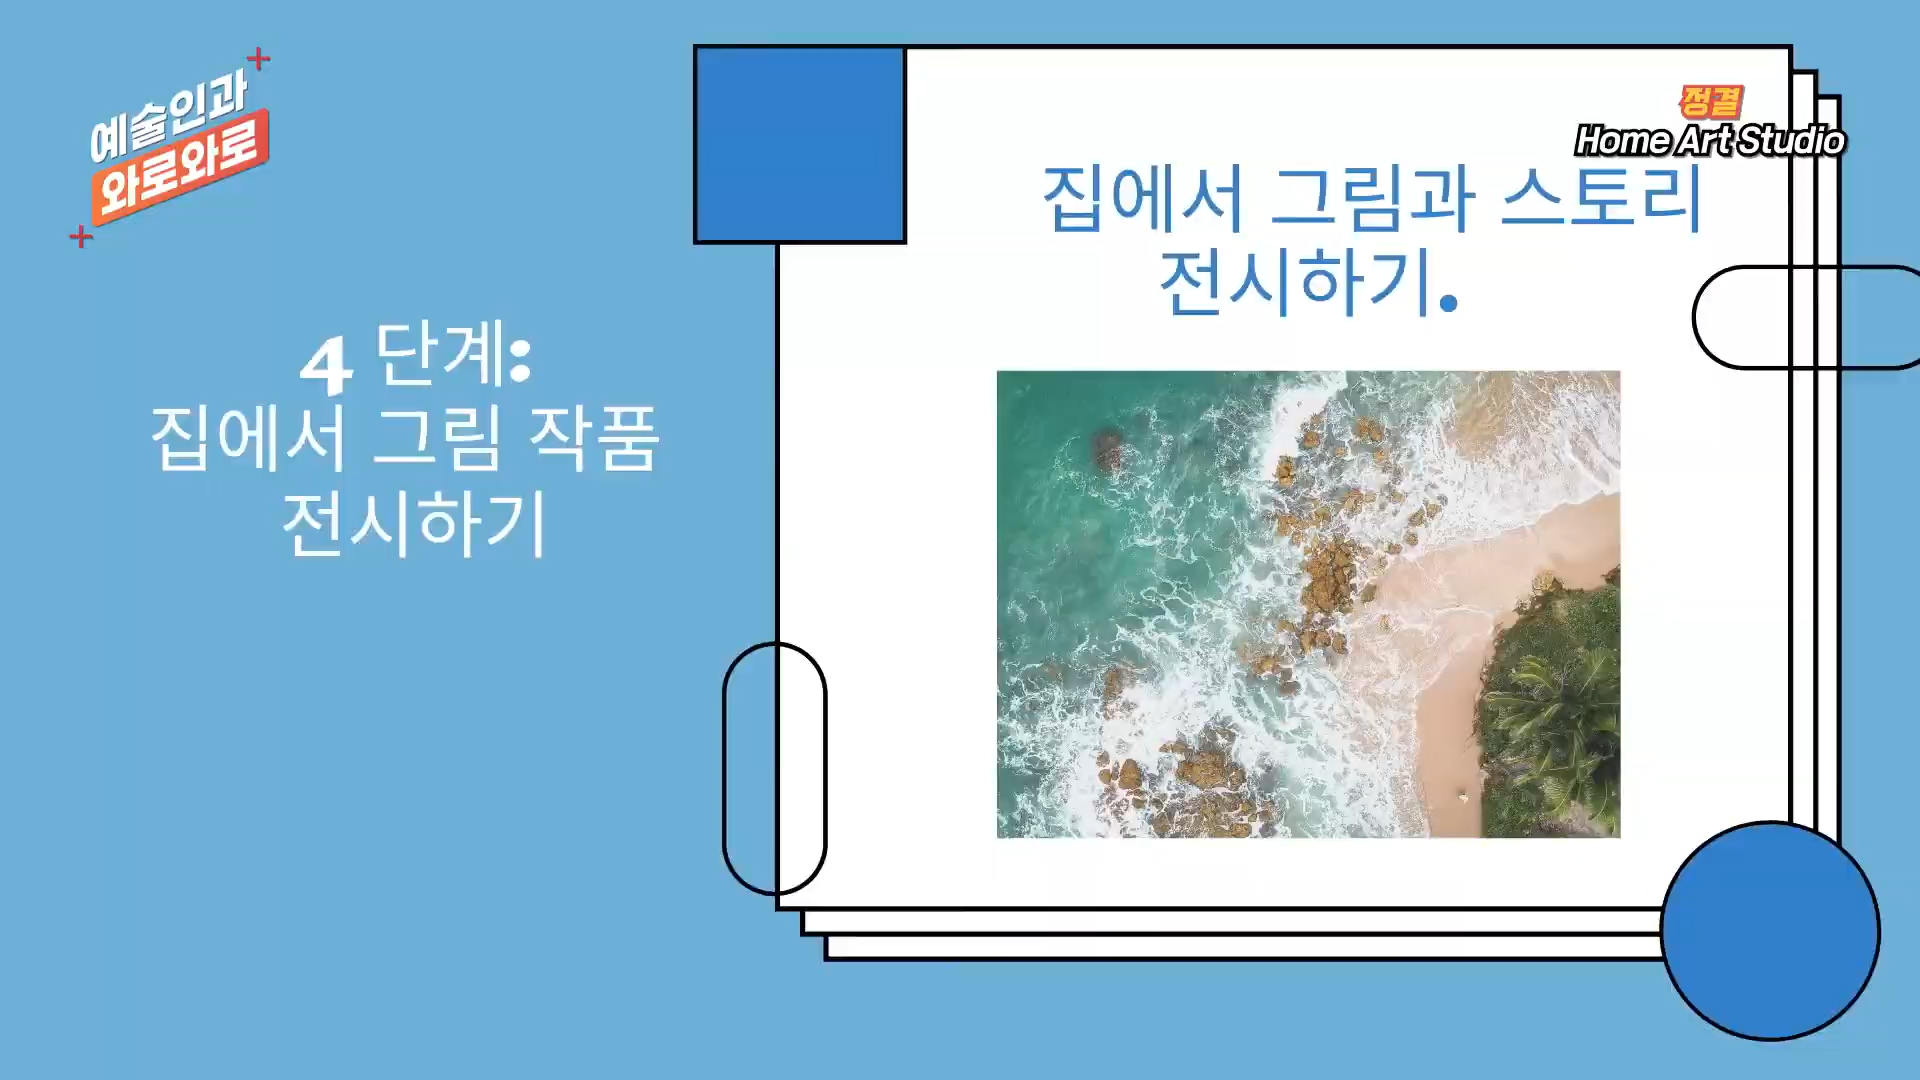 예술인과
와로와로
정결
Home Art Studio
4 단계:
집에서 그림 작품
전시하기
집에서 그림과 스토리
전시하기.